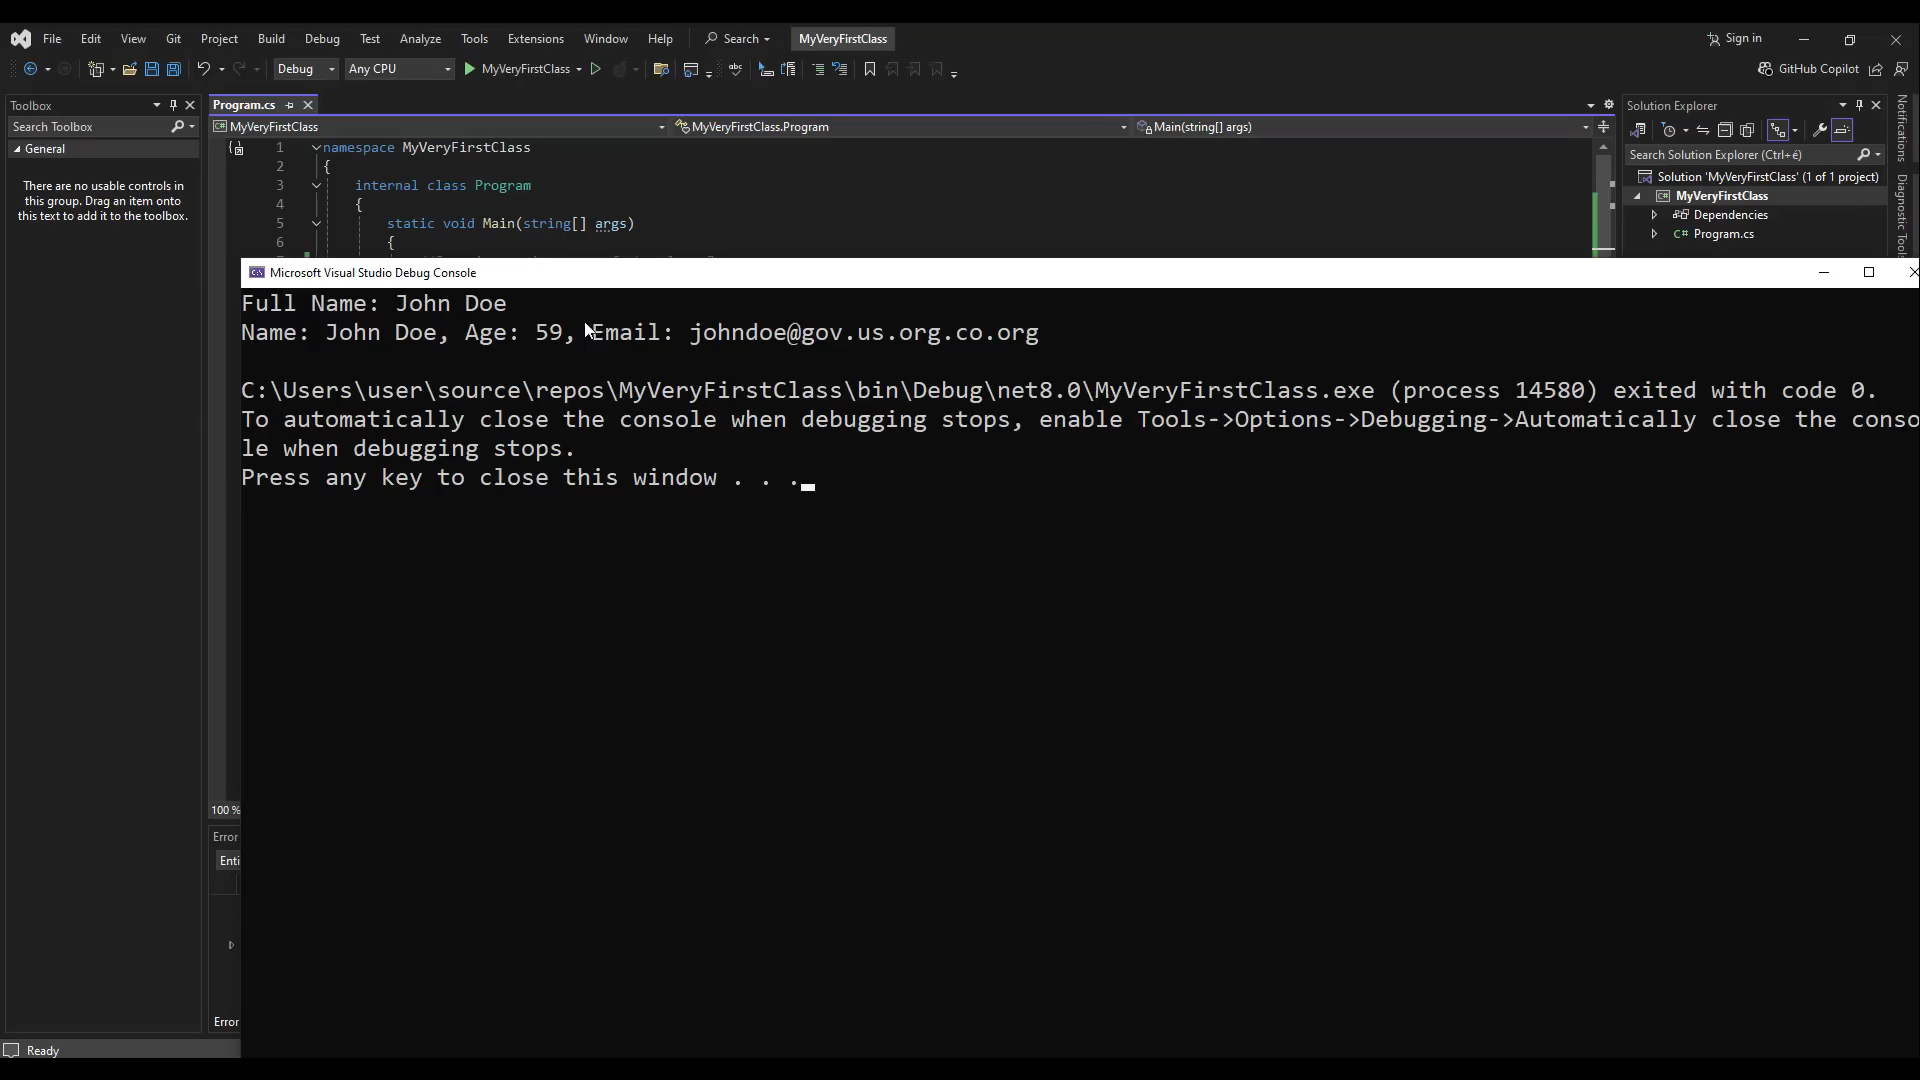 File Edit View Git Project Build Debug Test Analyze Tools Extensions Window Help Search MyVeryFirstClass Sign in
Debug Any CPU MyVeryFirstClass GitHub Copilot
Toolbox
Search Toolbox
General
There are no usable controls in
this group. Drag an item onto
this text to add it to the toolbox.
Program.cs
MyVeryFirstClass MyVeryFirstClass.Program Main(string[] args)
1 namespace MyVeryFirstClass
2 {
3 internal class Program
4 {
5 static void Main(string[] args)
6 {
Microsoft Visual Studio Debug Console
Full Name: John Doe
Name: John Doe, Age: 59, Email: johndoe@gov.us.org.co.org
C:\Users\user\source\repos\MyVeryFirstClass\bin\Debug\net8.0\MyVeryFirstClass.exe (process 14580) exited with code 0.
To automatically close the console when debugging stops, enable Tools->Options->Debugging->Automatically close the conso
le when debugging stops.
Press any key to close this window . . .
Solution Explorer
Search Solution Explorer (Ctrl+é)
Solution 'MyVeryFirstClass' (1 of 1 project)
MyVeryFirstClass
Dependencies
C# Program.cs
Notifications
Diagnostic Tools
100 %
Error
Enti
Error
Ready